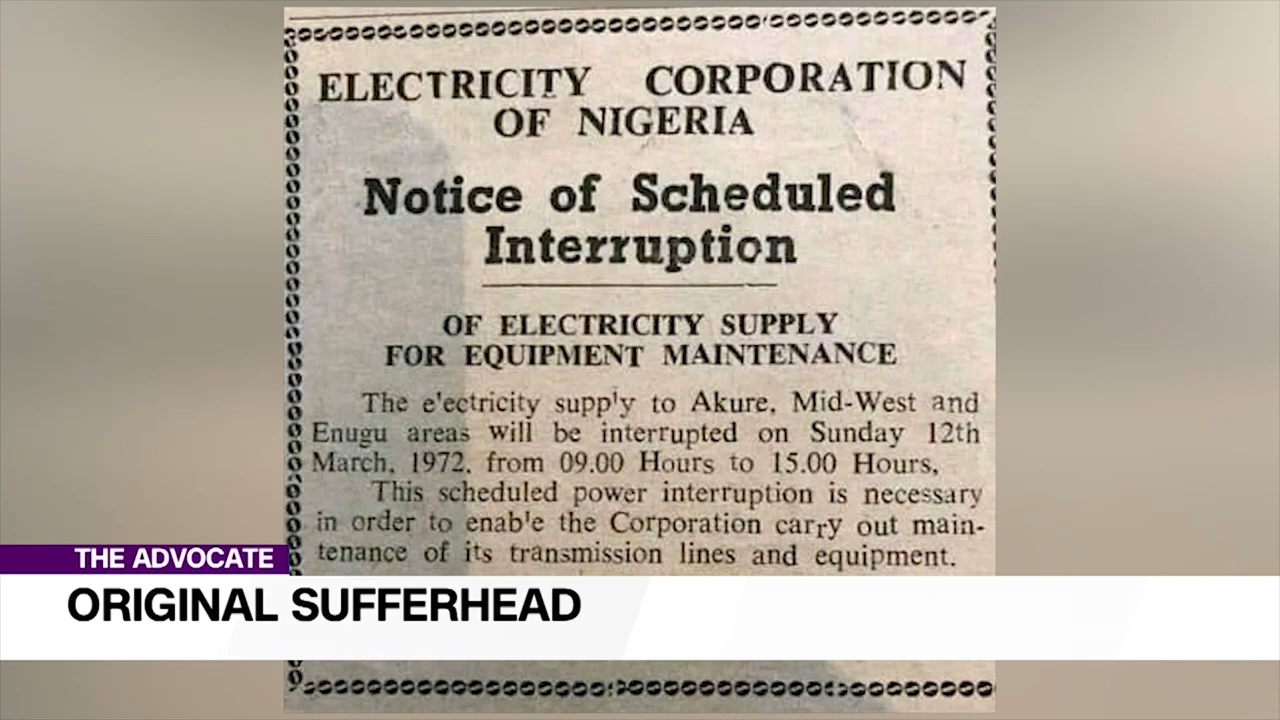 ELECTRICITY CORPORATION
OF NIGERIA
Notice of Scheduled
Interruption
OF ELECTRICITY SUPPLY
FOR EQUIPMENT MAINTENANCE
The e'ectricity supp'y to Akure, Mid-West and
Enugu areas will be interrupted on Sunday 12th
March, 1972, from 09.00 Hours to 15.00 Hours,
This scheduled power interruption is necessary
in order to enab'e the Corporation carry out main-
tenance of its transmission lines and equipment.
THE ADVOCATE
ORIGINAL SUFFERHEAD